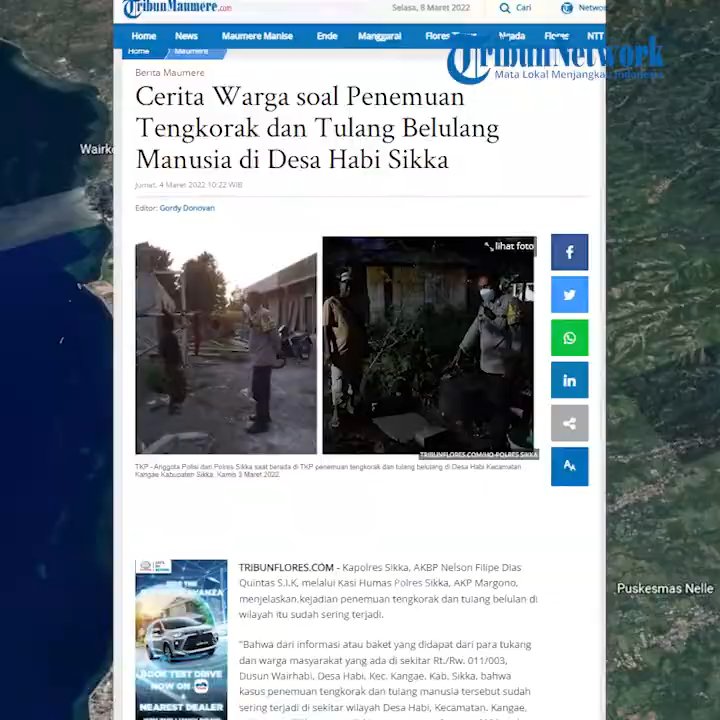 TribunMaumere.com
Selasa, 8 Maret 2022
Cari
Network
Home News Maumere Manise Ende Manggarai Flores Ngada Flores NTT
TribunNetwork
Mata Lokal Menjangkau Indonesia
Home Maumere
Berita Maumere
Cerita Warga soal Penemuan
Tengkorak dan Tulang Belulang
Manusia di Desa Habi Sikka
Wairk
Jumat, 4 Maret 2022 10:22 WIB
Editor: Gordy Donovan
lihat foto
TRIBUNFLORES.COM/HO-POLRES SIKKA
TKP - Anggota Polisi dari Polres Sikka saat berada di TKP penemuan tengkorak dan tulang belulang di Desa Habi Kecamatan
Kangae Kabupaten Sikka, Kamis 3 Maret 2022.
TRIBUNFLORES.COM - Kapolres Sikka, AKBP Nelson Filipe Dias
Quintas S.I.K, melalui Kasi Humas Polres Sikka, AKP Margono,
menjelaskan kejadian penemuan tengkorak dan tulang belulan di
wilayah itu sudah sering terjadi.
Puskesmas Nelle
"Bahwa dari informasi atau baket yang didapat dari para tukang
dan warga masyarakat yang ada di sekitar Rt./Rw. 011/003,
Dusun Wairhabi, Desa Habi, Kec. Kangae. Kab. Sikka, bahwa
kasus penemuan tengkorak dan tulang manusia tersebut sudah
sering terjadi di sekitar wilayah Desa Habi, Kecamatan. Kangae,
BOOK TEST DRIVE
NOW ON
NEAREST DEALER